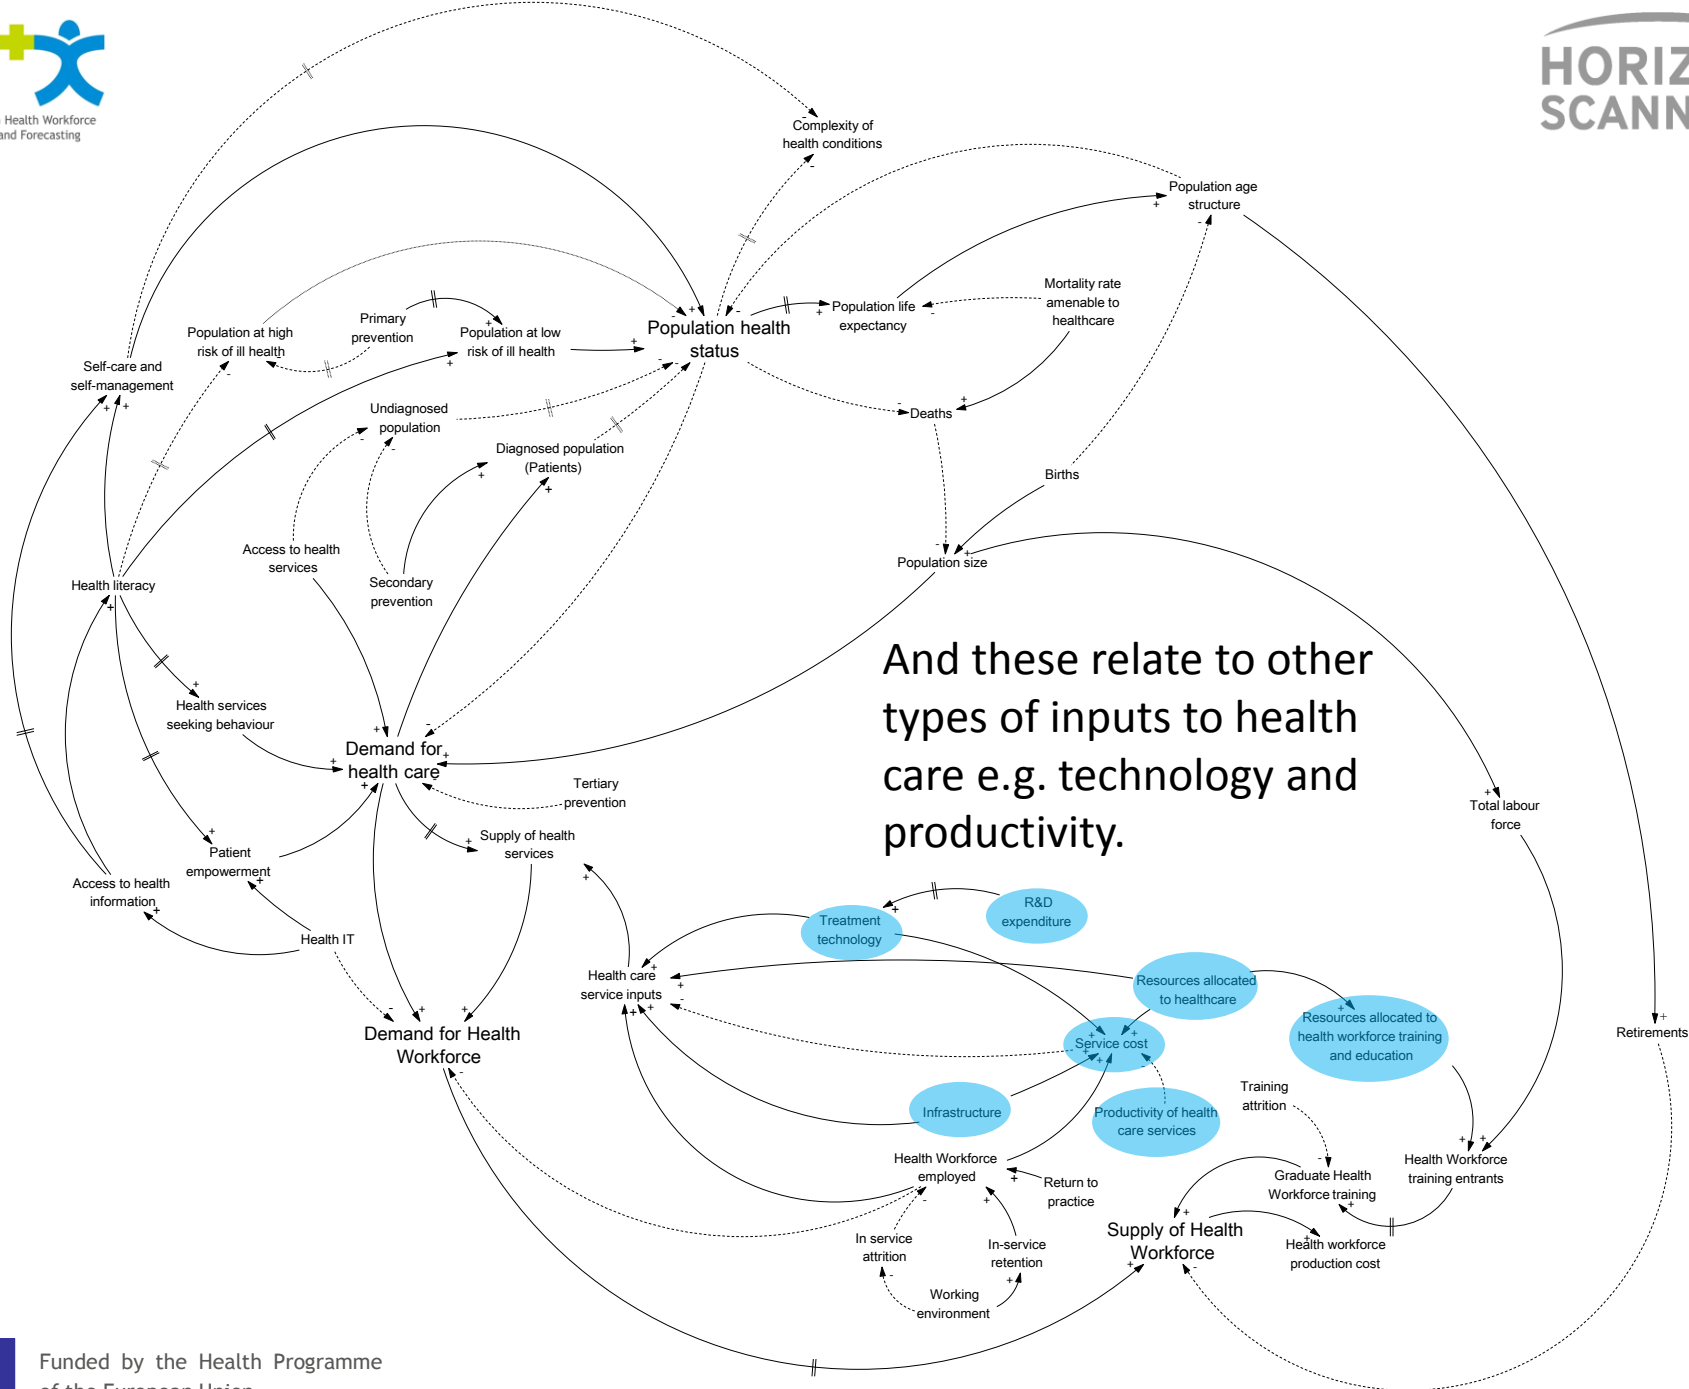 Health Workforce
and Forecasting
HORIZ
SCANN
Complexity of
health conditions
Population age
structure
Mortality rate
amenable to
healthcare
Population life
expectancy
Population health
status
Primary
prevention
Population at high
risk of ill health
Population at low
risk of ill health
Self-care and
self-management
Undiagnosed
population
Diagnosed population
(Patients)
Deaths
Births
Access to health
services
Secondary
prevention
Population size
Health literacy
And these relate to other
types of inputs to health
care e.g. technology and
productivity.
Health services
seeking behaviour
Demand for
health care
Tertiary
prevention
Total labour
force
Supply of health
services
Patient
empowerment
Access to health
information
Health IT
Treatment
technology
R&D
expenditure
Health care
service inputs
Resources allocated
to healthcare
Resources allocated to
health workforce training
and education
Retirements
Demand for Health
Workforce
Service cost
Infrastructure
Productivity of health
care services
Training
attrition
Health Workforce
employed
Return to
practice
Graduate Health
Workforce training
Health Workforce
training entrants
In service
attrition
In-service
retention
Supply of Health
Workforce
Health workforce
production cost
Working
environment
Funded by the Health Programme
of the European Union